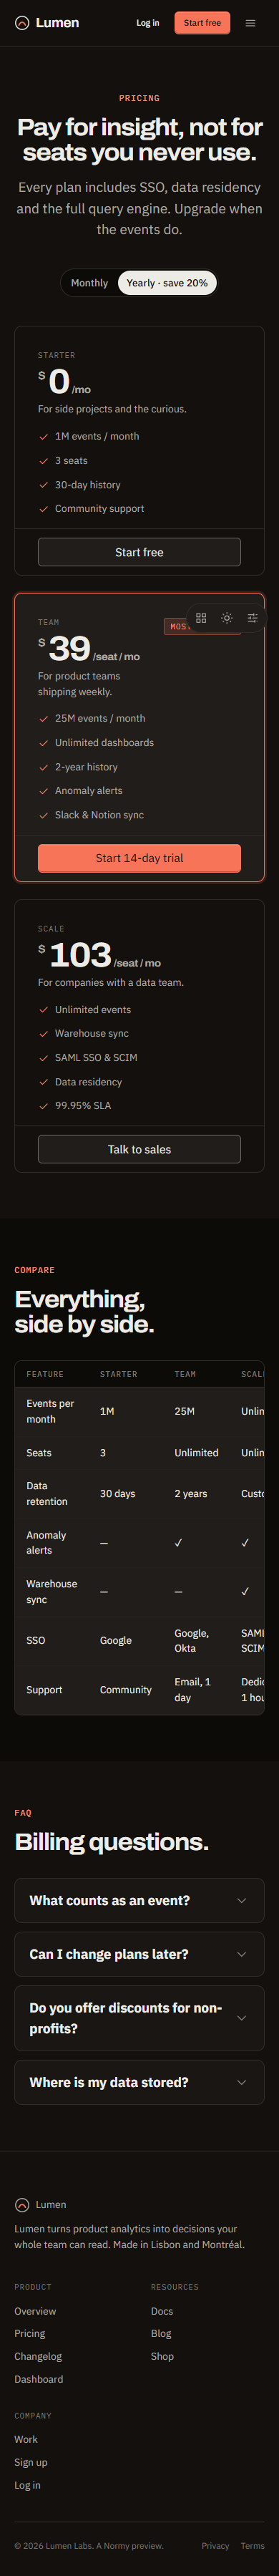 Lumen
Log in
Start free
PRICING
Pay for insight, not for
seats you never use.
Every plan includes SSO, data residency
and the full query engine. Upgrade when
the events do.
Monthly
Yearly · save 20%
STARTER
$0/mo
For side projects and the curious.
1M events / month
3 seats
30-day history
Community support
Start free
TEAM
$39/seat / mo
For product teams
shipping weekly.
25M events / month
Unlimited dashboards
2-year history
Anomaly alerts
Slack & Notion sync
Start 14-day trial
SCALE
$103/seat / mo
For companies with a data team.
Unlimited events
Warehouse sync
SAML SSO & SCIM
Data residency
99.95% SLA
Talk to sales
COMPARE
Everything,
side by side.
FEATURE STARTER TEAM
Events per
month
1M 25M
Seats 3 Unlimited
Data
retention
30 days 2 years
Anomaly
alerts
— ✓ ✓
Warehouse
sync
— — ✓
SSO Google
Google,
Okta
SCIM
Support Community
Email, 1
day
FAQ
Billing questions.
What counts as an event?
Can I change plans later?
Do you offer discounts for non-
profits?
Where is my data stored?
Lumen
Lumen turns product analytics into decisions your
whole team can read. Made in Lisbon and Montréal.
PRODUCT
Overview
Pricing
Changelog
Dashboard
RESOURCES
Docs
Blog
Shop
COMPANY
Work
Sign up
Log in
© 2026 Lumen Labs. A Normy preview.
Privacy
Terms